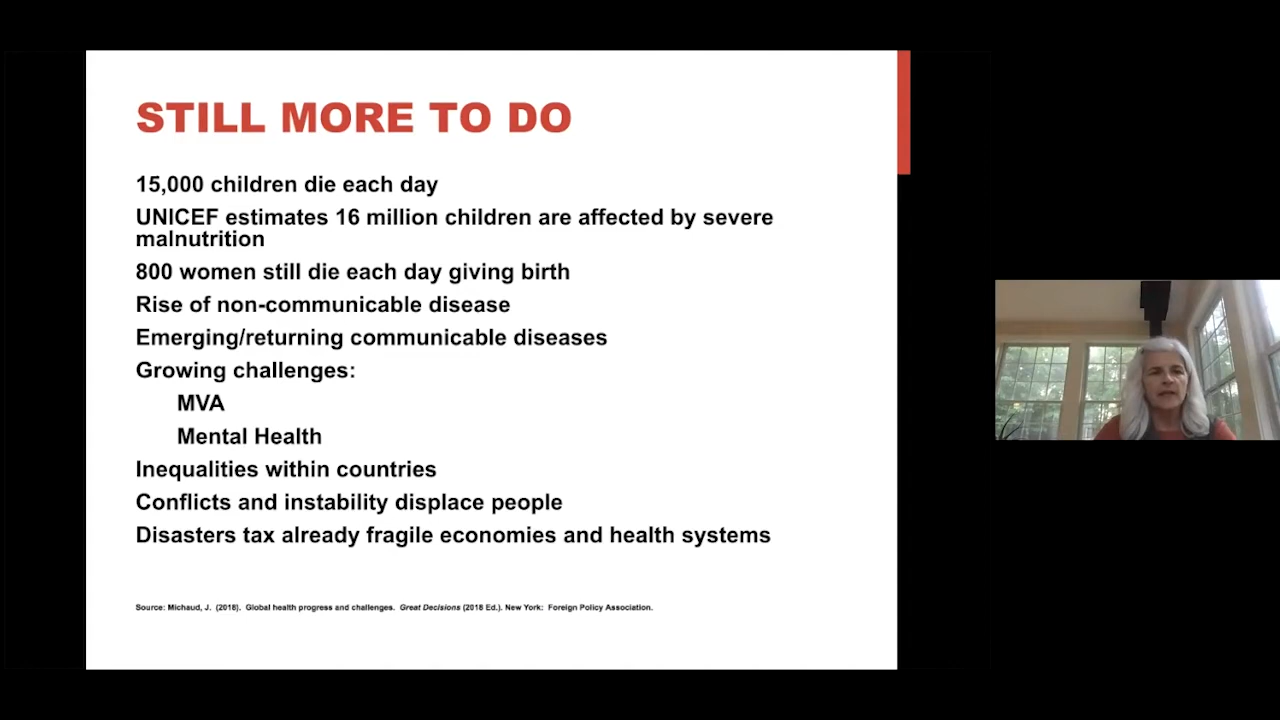 STILL MORE TO DO
15,000 children die each day
UNICEF estimates 16 million children are affected by severe
malnutrition
800 women still die each day giving birth
Rise of non-communicable disease
Emerging/returning communicable diseases
Growing challenges:
MVA
Mental Health
Inequalities within countries
Conflicts and instability displace people
Disasters tax already fragile economies and health systems
Source: Michaud, J. (2018). Global health progress and challenges. Great Decisions (2018 Ed.). New York: Foreign Policy Association.